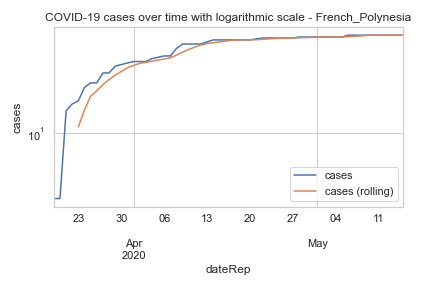 COVID-19 cases over time with logarithmic scale - French_Polynesia
cases
10¹
cases
cases (rolling)
23 30 06 13 20 27 04 11
Apr May
2020
dateRep